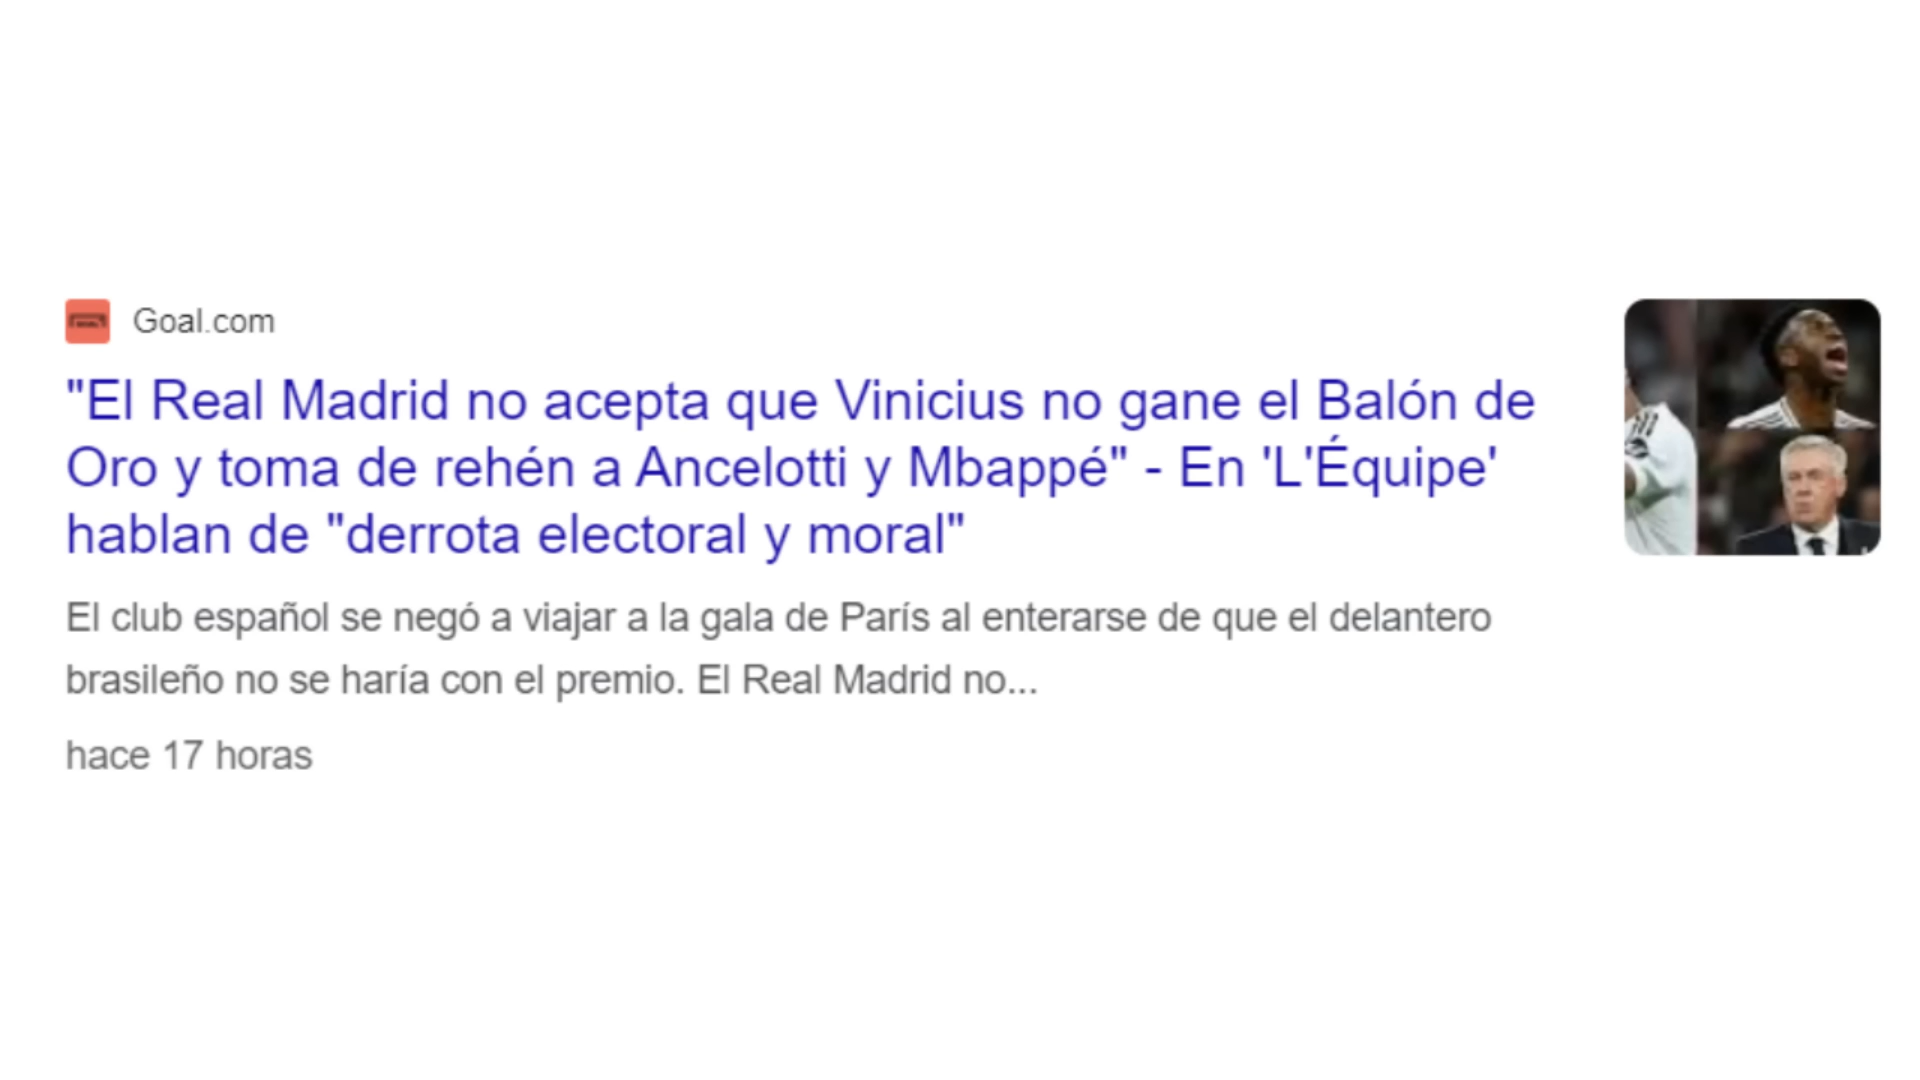 Goal.com
"El Real Madrid no acepta que Vinicius no gane el Balón de
Oro y toma de rehén a Ancelotti y Mbappé" - En 'L'Équipe'
hablan de "derrota electoral y moral"
El club español se negó a viajar a la gala de París al enterarse de que el delantero
brasileño no se haría con el premio. El Real Madrid no...
hace 17 horas